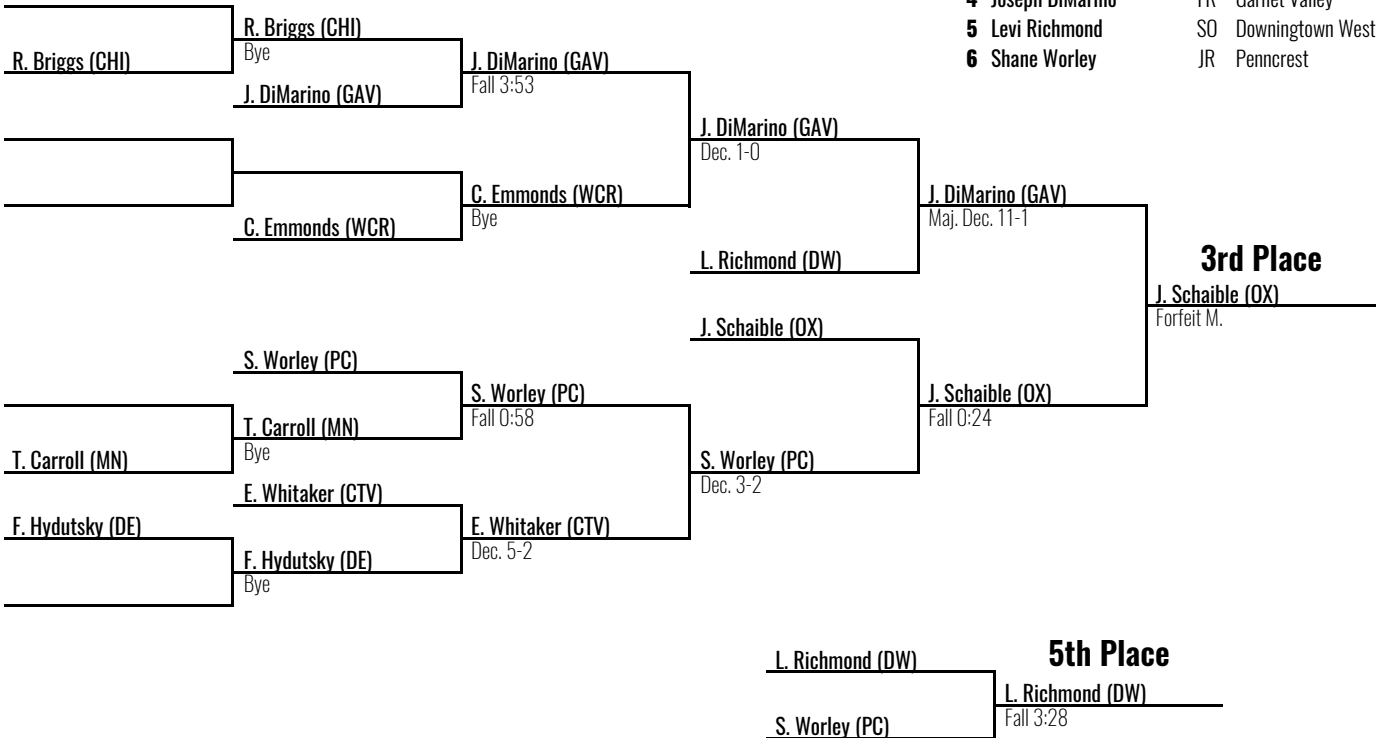 4 Joseph DiMarino FR Garnet Valley
5 Levi Richmond SO Downingtown West
6 Shane Worley JR Penncrest
R. Briggs (CHI)
R. Briggs (CHI)
Bye
J. DiMarino (GAV)
J. DiMarino (GAV)
Fall 3:53
C. Emmonds (WCR)
C. Emmonds (WCR)
Bye
J. DiMarino (GAV)
Dec. 1-0
L. Richmond (DW)
J. DiMarino (GAV)
Maj. Dec. 11-1
3rd Place
J. Schaible (OX)
Forfeit M.
J. Schaible (OX)
J. Schaible (OX)
Fall 0:24
S. Worley (PC)
S. Worley (PC)
Fall 0:58
T. Carroll (MN)
T. Carroll (MN)
Bye
S. Worley (PC)
Dec. 3-2
E. Whitaker (CTV)
E. Whitaker (CTV)
Dec. 5-2
F. Hydutsky (DE)
F. Hydutsky (DE)
Bye
5th Place
L. Richmond (DW)
L. Richmond (DW)
Fall 3:28
S. Worley (PC)